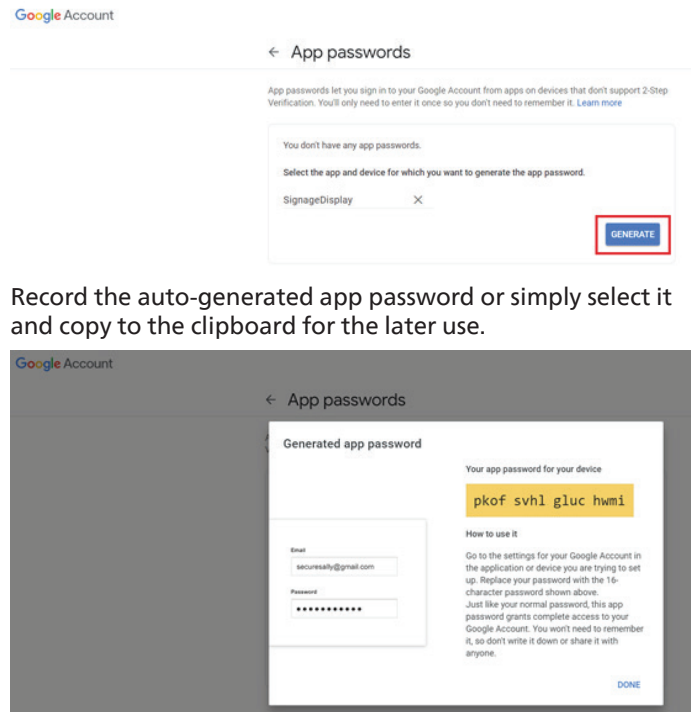 Google Account
← App passwords
App passwords let you sign in to your Google Account from apps on devices that don't support 2-Step
Verification. You'll only need to enter it once so you don't need to remember it. Learn more
You don't have any app passwords.
Select the app and device for which you want to generate the app password.
SignageDisplay
GENERATE
Record the auto-generated app password or simply select it
and copy to the clipboard for the later use.
Google Account
← App passwords
Generated app password
Your app password for your device
pkof svhl gluc hwmi
How to use it
Go to the settings for your Google Account in
the application or device you are trying to set
up. Replace your password with the 16-
character password shown above.
Just like your normal password, this app
password grants complete access to your
Google Account. You won't need to remember
it, so don't write it down or share it with
anyone.
Email
securesally@gmail.com
Password
•••••••••••
DONE